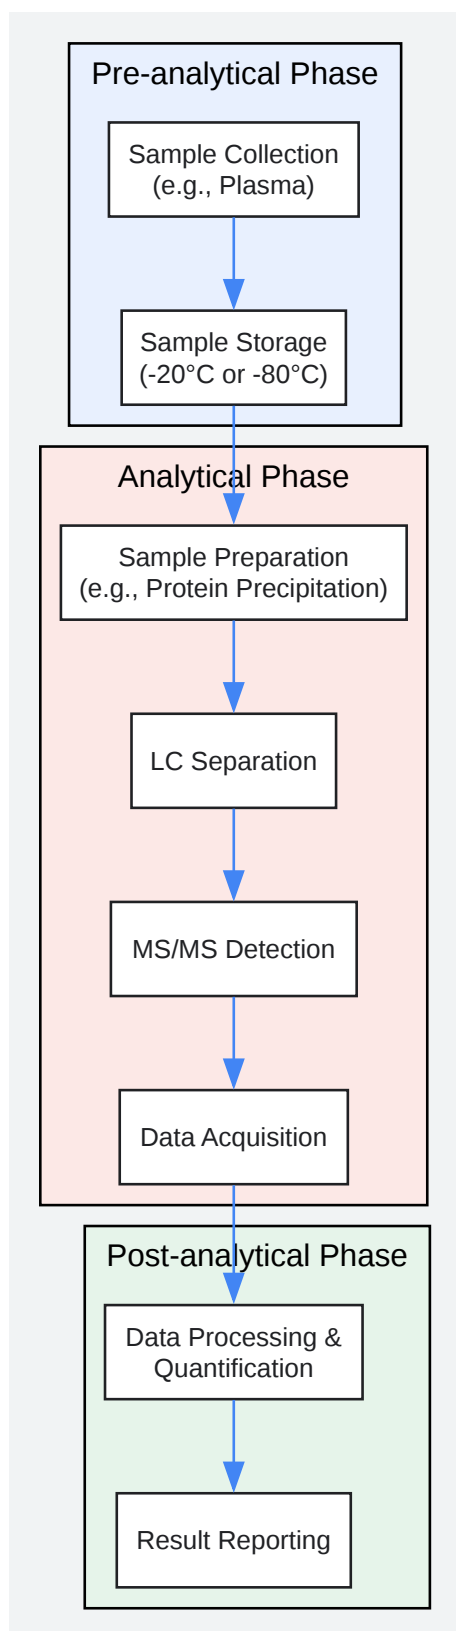 Pre-analytical Phase
Sample Collection
(e.g., Plasma)
Sample Storage
(-20°C or -80°C)
Analytical Phase
Sample Preparation
(e.g., Protein Precipitation)
LC Separation
MS/MS Detection
Data Acquisition
Post-analytical Phase
Data Processing &
Quantification
Result Reporting